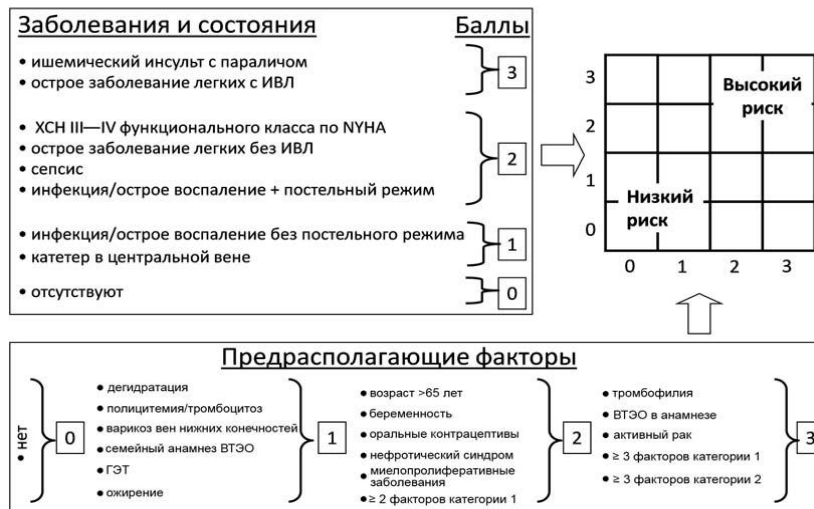 Заболевания и состояния Баллы
• ишемический инсульт с параличом
• острое заболевание легких с ИВЛ
3
• ХСН III—IV функционального класса по NYHA
• острое заболевание легких без ИВЛ
• сепсис
• инфекция/острое воспаление + постельный режим
2
• инфекция/острое воспаление без постельного режима
• катетер в центральной вене
1
• отсутствуют
0
3
2
1
0
Высокий
риск
Низкий
риск
0 1 2 3
Предрасполагающие факторы
• нет
0
• дегидратация
• полицитемия/тромбоцитоз
• варикоз вен нижних конечностей
• семейный анамнез ВТЭО
• ГЭТ
• ожирение
1
• возраст >65 лет
• беременность
• оральные контрацептивы
• нефротический синдром
• миелопролиферативные
заболевания
• ≥ 2 факторов категории 1
2
• тромбофилия
• ВТЭО в анамнезе
• активный рак
• ≥ 3 факторов категории 1
• ≥ 3 факторов категории 2
3